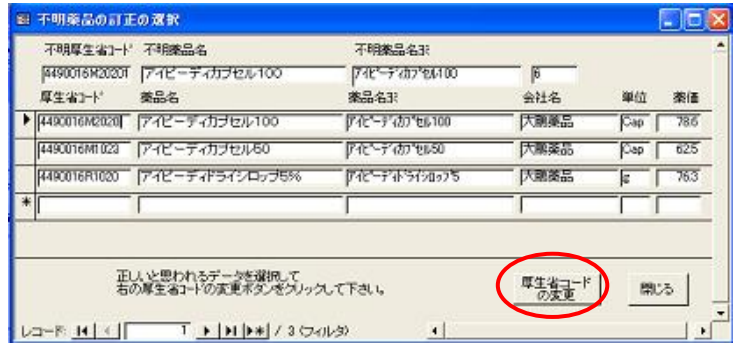 不明薬品の訂正の選択
不明厚生省ｺｰﾄﾞ 不明薬品名 不明薬品名ﾖﾐ
4490016M20201 アイピーディカプセル100 ｱｲﾋﾟｰﾃﾞｨｶﾌﾟｾﾙ100 6
厚生省ｺｰﾄﾞ 薬品名 薬品名ﾖﾐ 会社名 単位 薬価
4490016M2020 アイピーディカプセル100 ｱｲﾋﾟｰﾃﾞｨｶﾌﾟｾﾙ100 大鵬薬品 Cap 78.6
4490016M1023 アイピーディカプセル50 ｱｲﾋﾟｰﾃﾞｨｶﾌﾟｾﾙ50 大鵬薬品 Cap 62.5
4490016R1020 アイピーディドライシロップ5% ｱｲﾋﾟｰﾃﾞｨﾄﾞﾗｲｼﾛｯﾌﾟ5 大鵬薬品 g 76.3
正しいと思われるデータを選択して
右の厚生省ｺｰﾄﾞの変更ボタンをクリックして下さい。
厚生省コード
の変更
閉じる
レコード: 1 / 3 (フィルタ)